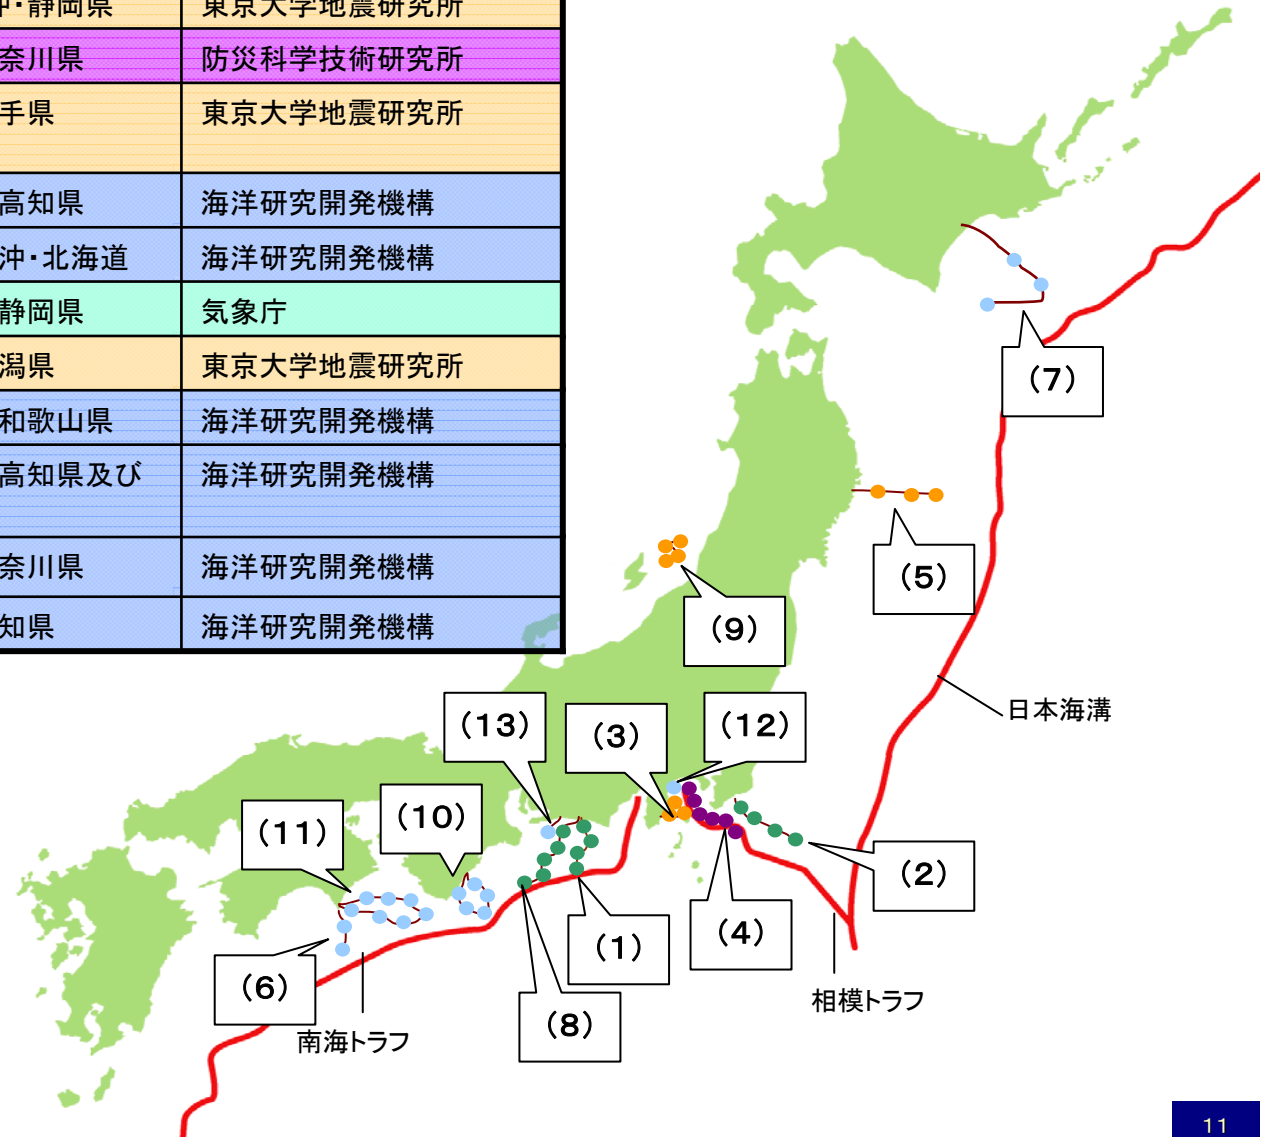 沖・静岡県 東京大学地震研究所
奈川県 防災科学技術研究所
手県 東京大学地震研究所
高知県 海洋研究開発機構
沖・北海道 海洋研究開発機構
静岡県 気象庁
潟県 東京大学地震研究所
和歌山県 海洋研究開発機構
高知県及び 海洋研究開発機構
奈川県 海洋研究開発機構
知県 海洋研究開発機構
（7）
（5）
（9）
日本海溝
（13）
（3）
（12）
（10）
（11）
（2）
（4）
（1）
（6）
（8）
相模トラフ
南海トラフ
11